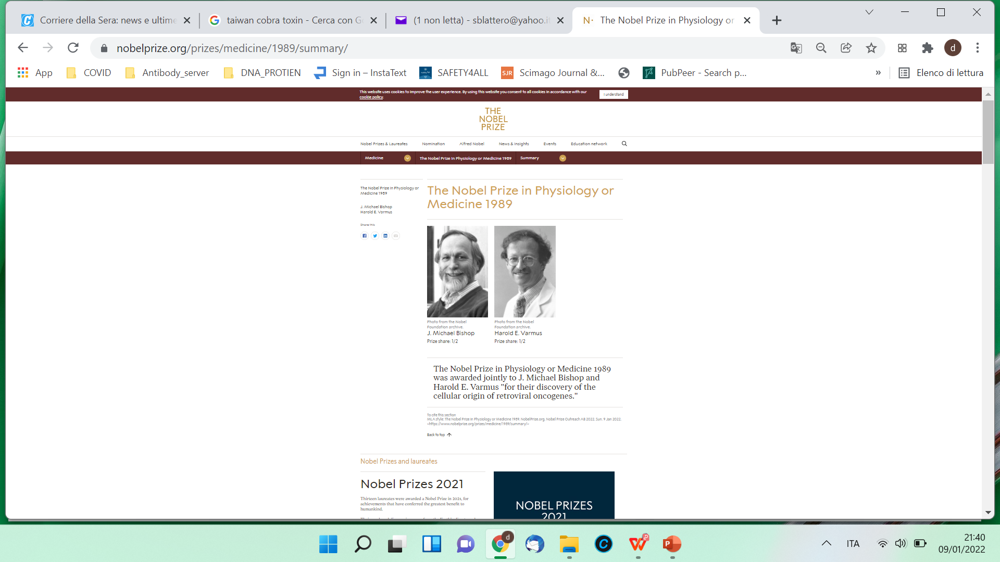 Corriere della Sera: news e ultime
taiwan cobra toxin - Cerca con G
(1 non letta) - sblattero@yahoo.it
The Nobel Prize in Physiology or
nobelprize.org/prizes/medicine/1989/summary/
d
App
COVID
Antibody_server
DNA_PROTIEN
Sign in – InstaText
SAFETY4ALL
SJR
Scimago Journal &...
PubPeer - Search p...
»
Elenco di lettura
This website uses cookies to improve the user experience. By using this website you consent to all cookies in accordance with our
cookie policy.
I understand
THE
NOBEL
PRIZE
Nobel Prizes & Laureates
Nomination
Alfred Nobel
News & insights
Events
Education network
Medicine
The Nobel Prize in Physiology or Medicine 1989
Summary
The Nobel Prize in Physiology or
Medicine 1989
J. Michael Bishop
Harold E. Varmus
Share this
The Nobel Prize in Physiology or
Medicine 1989
Photo from the Nobel
Foundation archive.
J. Michael Bishop
Prize share: 1/2
Photo from the Nobel
Foundation archive.
Harold E. Varmus
Prize share: 1/2
The Nobel Prize in Physiology or Medicine 1989
was awarded jointly to J. Michael Bishop and
Harold E. Varmus "for their discovery of the
cellular origin of retroviral oncogenes."
To cite this section
MLA style: The Nobel Prize in Physiology or Medicine 1989. NobelPrize.org. Nobel Prize Outreach AB 2022. Sun. 9 Jan 2022.
<https://www.nobelprize.org/prizes/medicine/1989/summary/>
Back to top
Nobel Prizes and laureates
Nobel Prizes 2021
Thirteen laureates were awarded a Nobel Prize in 2021, for
achievements that have conferred the greatest benefit to
humankind.
NOBEL PRIZES
2021
ITA
21:40
09/01/2022